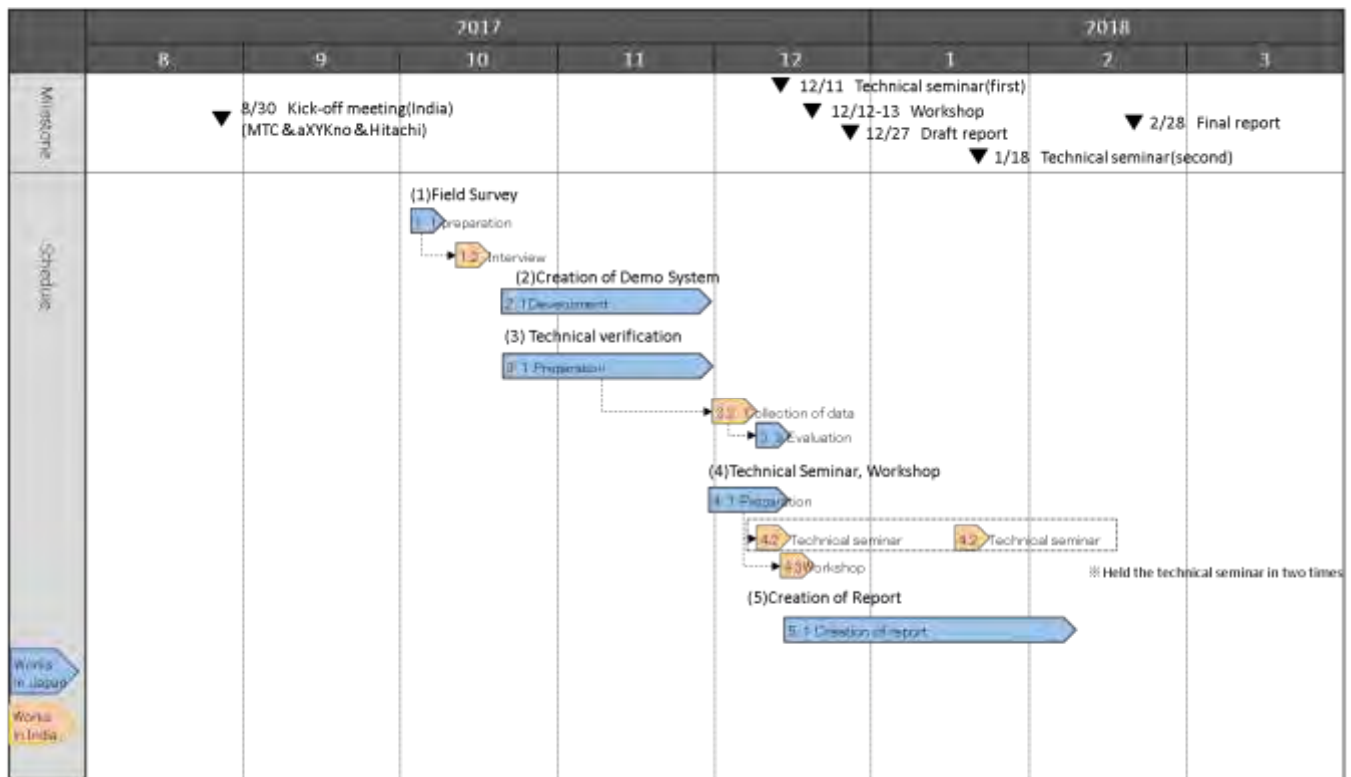 2017
2018
8
9
10
11
12
1
2
3
Milestone
8/30 Kick-off meeting(India)
(MTC &aXYKno &Hitachi)
12/11 Technical seminar(first)
12/12-13 Workshop
12/27 Draft report
1/18 Technical seminar(second)
2/28 Final report
Schedule
(1)Field Survey
1. 1 preparation
1.2 Interview
(2)Creation of Demo System
2. 1
(3) Technical verification
3. 1 Preparation
3.2 Collection of data
3. 3 Evaluation
(4)Technical Seminar, Workshop
4. 1 Preparation
4.2 Technical seminar
4.2 Technical seminar
4.3 Workshop
※ Held the technical seminar in two times
(5)Creation of Report
5. 1 Creation of report
Works
in Japan
Works
in India